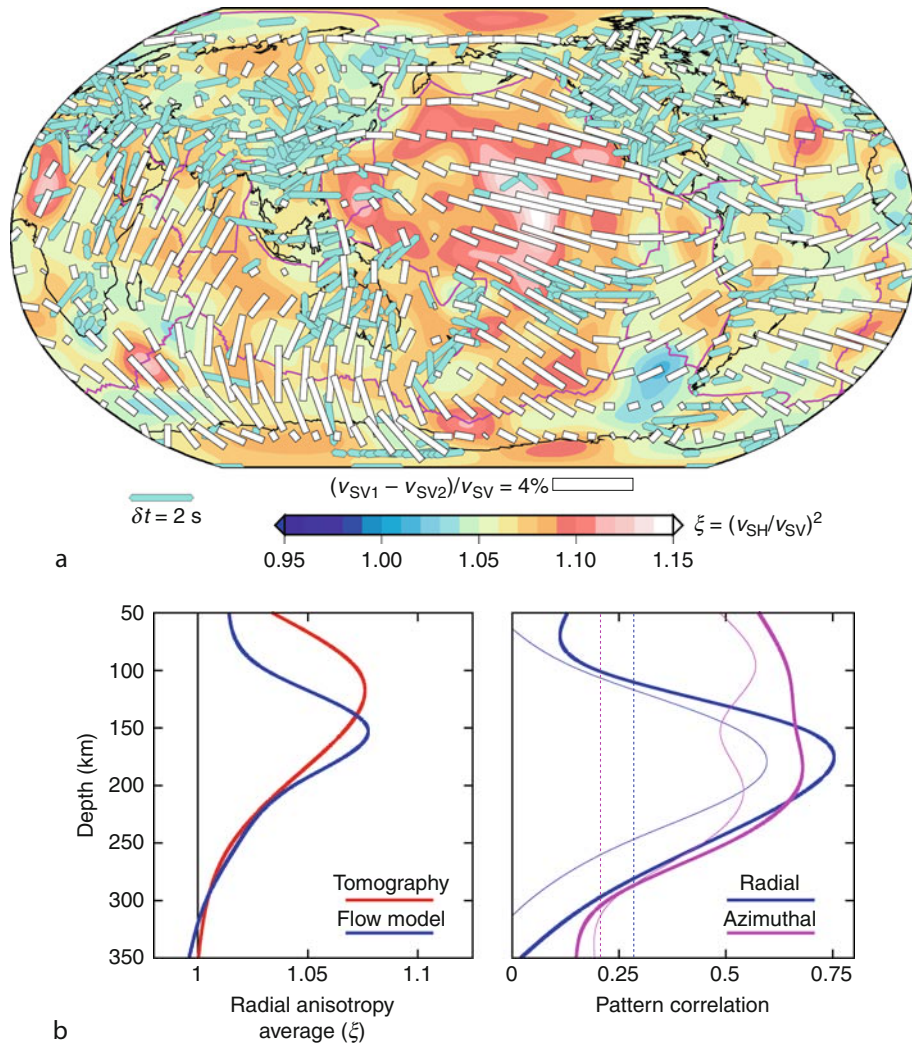 (vSV1 – vSV2)/vSV = 4%
δt = 2 s
ξ = (vSH/vSV)²
0.95 1.00 1.05 1.10 1.15
a
50
100
150
200
250
300
350
Depth (km)
Tomography
Flow model
1 1.05 1.1
Radial anisotropy
average (ξ)
Radial
Azimuthal
0 0.25 0.5 0.75
Pattern correlation
b